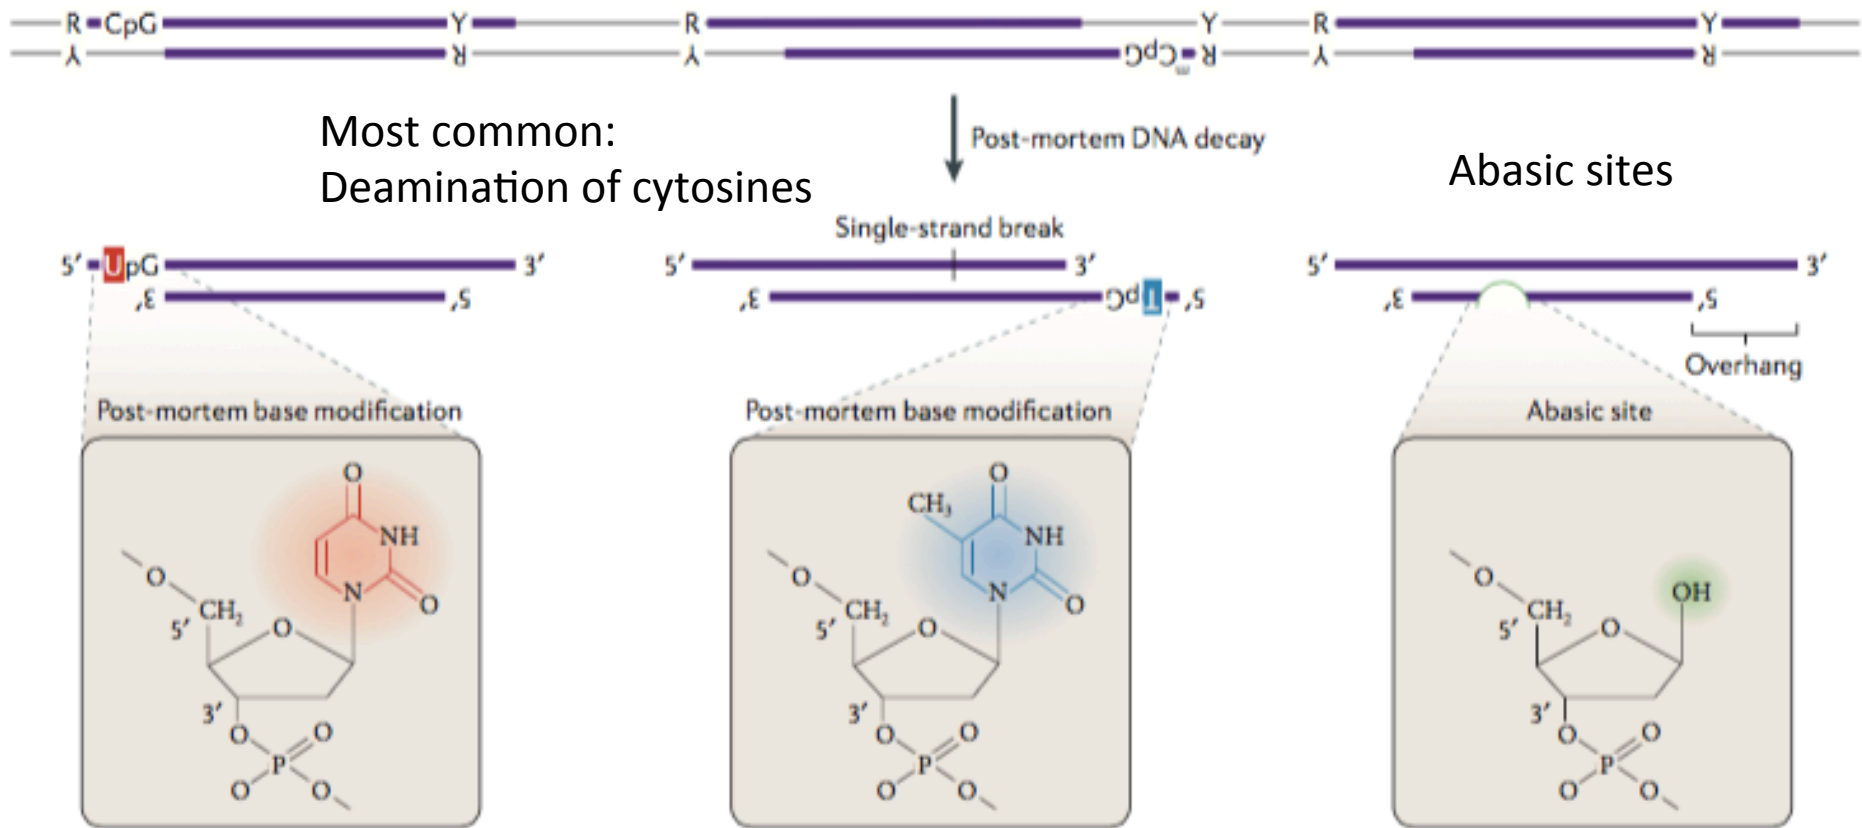 R CpG Y R Y R Y
Y R Y CpmG R Y R
Most common:
Deamination of cytosines
Post-mortem DNA decay
Abasic sites
Single-strand break
5′ UpG 3′ 5′ 3′ 5′ 3′
3′ 5′ 3′ GpT 5′ 3′ 5′
Overhang
Post-mortem base modification Post-mortem base modification Abasic site
O O
CH₃
NH NH
O N O O N O O OH
CH₂ O CH₂ O CH₂ O
5′ 5′ 5′
3′ 3′ 3′
O O O O O O
P P P
O O O O O O